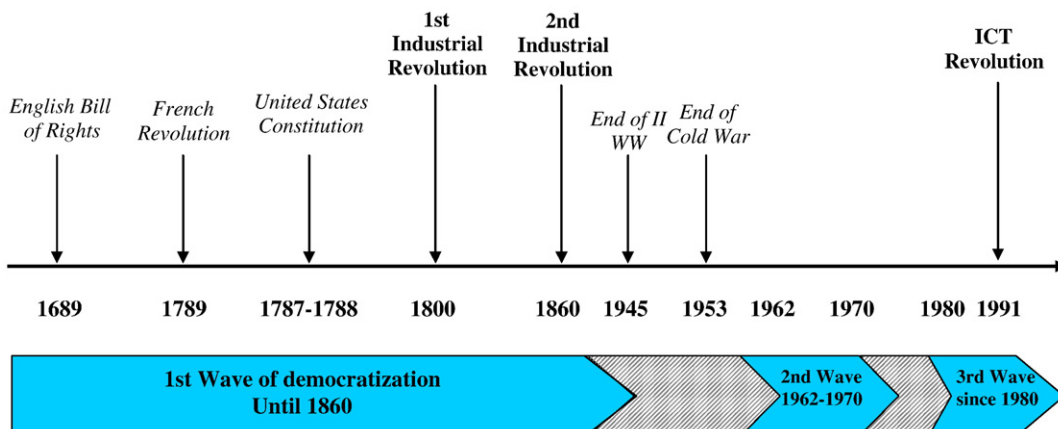 1st
Industrial
Revolution
2nd
Industrial
Revolution
ICT
Revolution
English Bill
of Rights
French
Revolution
United States
Constitution
End of II
WW
End of
Cold War
1689 1789 1787-1788 1800 1860 1945 1953 1962 1970 1980 1991
1st Wave of democratization
Until 1860
2nd Wave
1962-1970
3rd Wave
since 1980